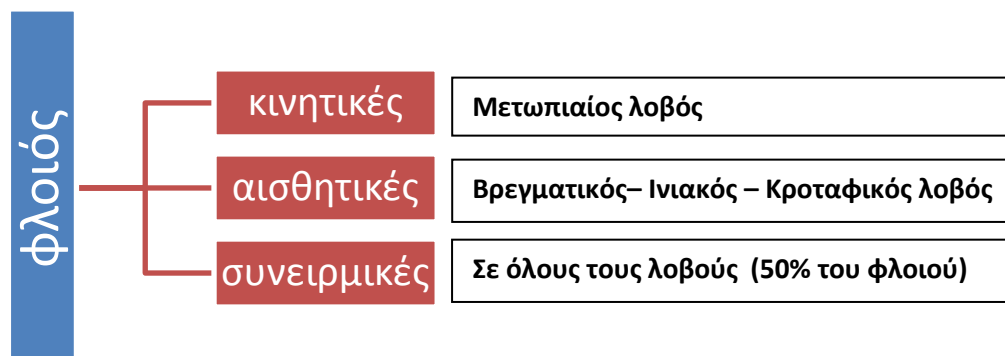 φλοιός
κινητικές
Μετωπιαίος λοβός
αισθητικές
Βρεγματικός– Ινιακός – Κροταφικός λοβός
συνειρμικές
Σε όλους τους λοβούς (50% του φλοιού)